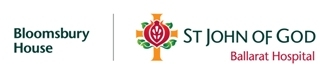 Bloomsbury
House
ST JOHN OF GOD
Ballarat Hospital